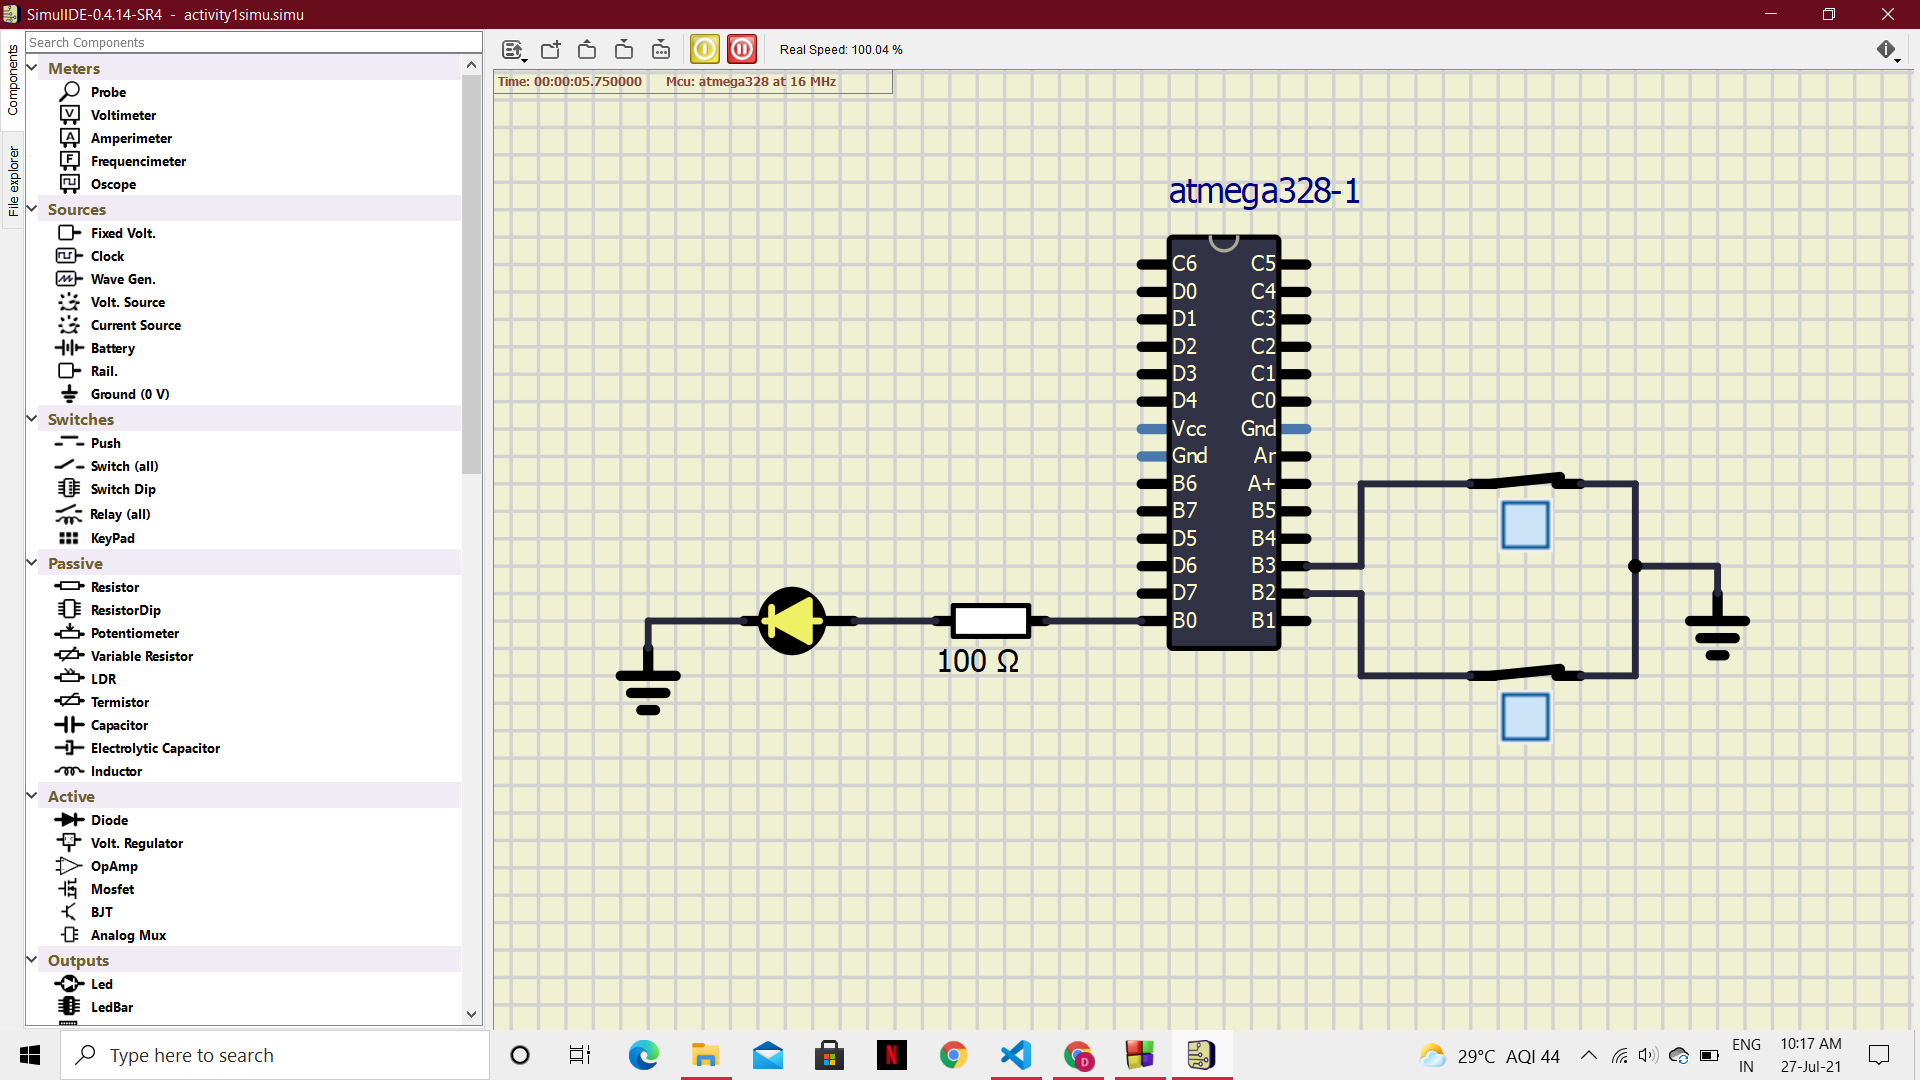 SimulIDE-0.4.14-SR4 - activity1simu.simu
Components
File explorer
Search Components
Meters
Probe
Voltimeter
Amperimeter
Frequencimeter
Oscope
Sources
Fixed Volt.
Clock
Wave Gen.
Volt. Source
Current Source
Battery
Rail.
Ground (0 V)
Switches
Push
Switch (all)
Switch Dip
Relay (all)
KeyPad
Passive
Resistor
ResistorDip
Potentiometer
Variable Resistor
LDR
Termistor
Capacitor
Electrolytic Capacitor
Inductor
Active
Diode
Volt. Regulator
OpAmp
Mosfet
BJT
Analog Mux
Outputs
Led
LedBar
Real Speed: 100.04 %
Time: 00:00:05.750000 Mcu: atmega328 at 16 MHz
atmega328-1
C6 C5
D0 C4
D1 C3
D2 C2
D3 C1
D4 C0
Vcc Gnd
Gnd Ar
B6 A+
B7 B5
D5 B4
D6 B3
D7 B2
B0 B1
100 Ω
Type here to search
29°C AQI 44
ENG
IN
10:17 AM
27-Jul-21